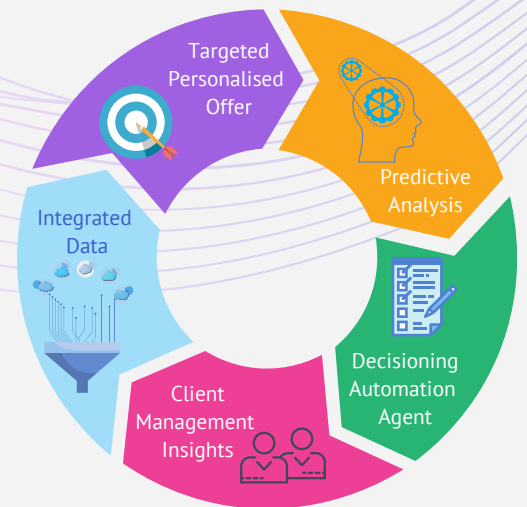 Targeted
Personalised
Offer
Predictive
Analysis
Decisioning
Automation
Agent
Client
Management
Insights
Integrated
Data